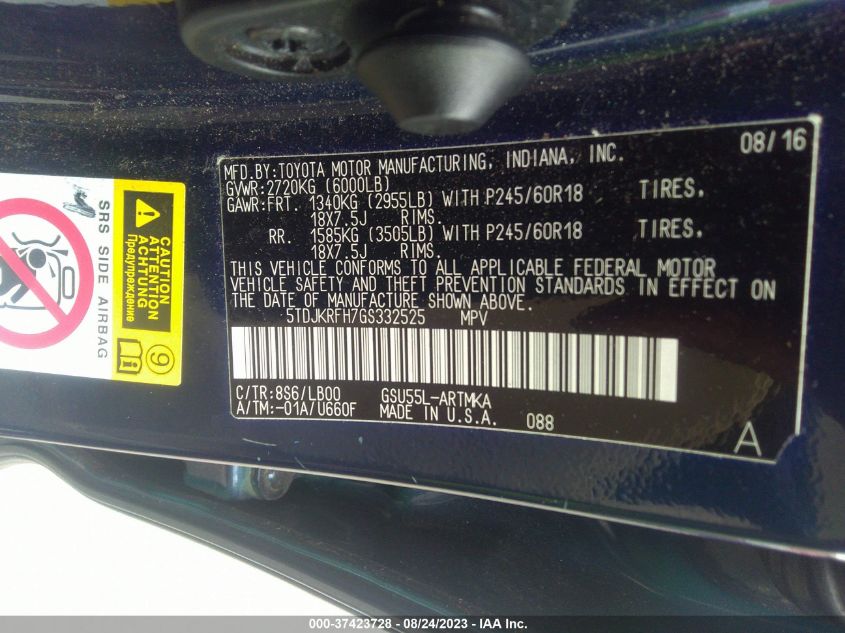 MFD.BY:TOYOTA MOTOR MANUFACTURING, INDIANA, INC. 08/16
GVWR:2720KG (6000LB)
GAWR:FRT. 1340KG (2955LB) WITH P245/60R18 TIRES.
18X7.5J RIMS.
RR. 1585KG (3505LB) WITH P245/60R18 TIRES.
18X7.5J RIMS.
THIS VEHICLE CONFORMS TO ALL APPLICABLE FEDERAL MOTOR
VEHICLE SAFETY AND THEFT PREVENTION STANDARDS IN EFFECT ON
THE DATE OF MANUFACTURE SHOWN ABOVE.
5TDJKRFH7GS332525 MPV
C/TR:8S6/LB00 GSU55L-ARTMKA
A/TM:-01A/U660F MADE IN U.S.A. 088
A
SRS SIDE AIRBAG
CAUTION
ATTENTION
ACHTUNG
Предупреждение
9
000-37423728 - 08/24/2023 - IAA Inc.